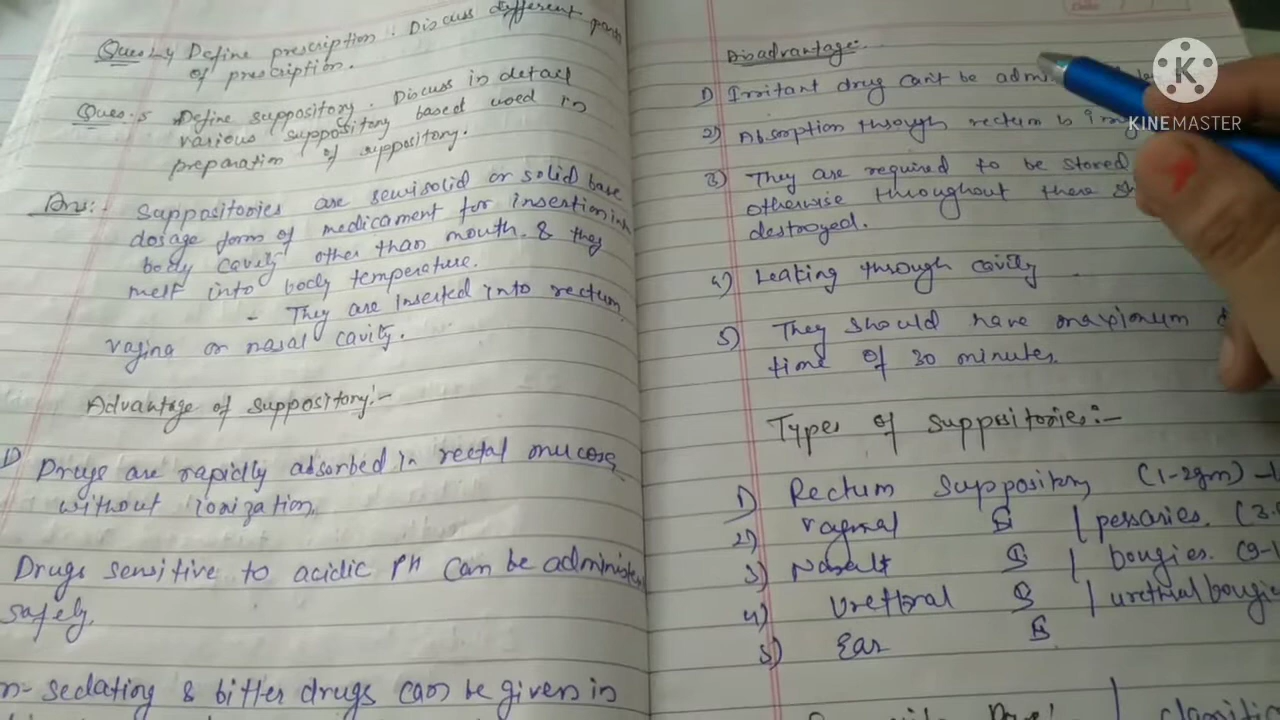 Ques-4 Define prescription. Discuss different parts
of prescription.
Ques-5 Define suppository. Discuss in detail
various suppository based used in
preparation of suppository.
Ans:- Suppositories are semisolid or solid base
dosage form of medicament for insertion into
body cavity other than mouth & they
melt into body temperature.
- They are inserted into rectum,
vagina or nasal cavity.
Advantage of suppository:-
1) Drugs are rapidly absorbed in rectal mucosa
without ionization.
Drugs sensitive to acidic PH can be administer
safely.
n-sedating & bitter drugs can be given in
Disadvantage:-
1) Irritant drug can't be
2) Absorption through rectum is
3) They are required to be stored
otherwise throughout there
destroyed.
4) Leaking through cavity
5) They should have maximum
time of 30 minutes.
Types of suppositories:-
1) Rectum suppository (1-2gm)
2) vaginal / pessaries. (3
3) Nasal / bougies. (9-1
4) Urethral / urethral bougie
5) Ear
KINEMASTER